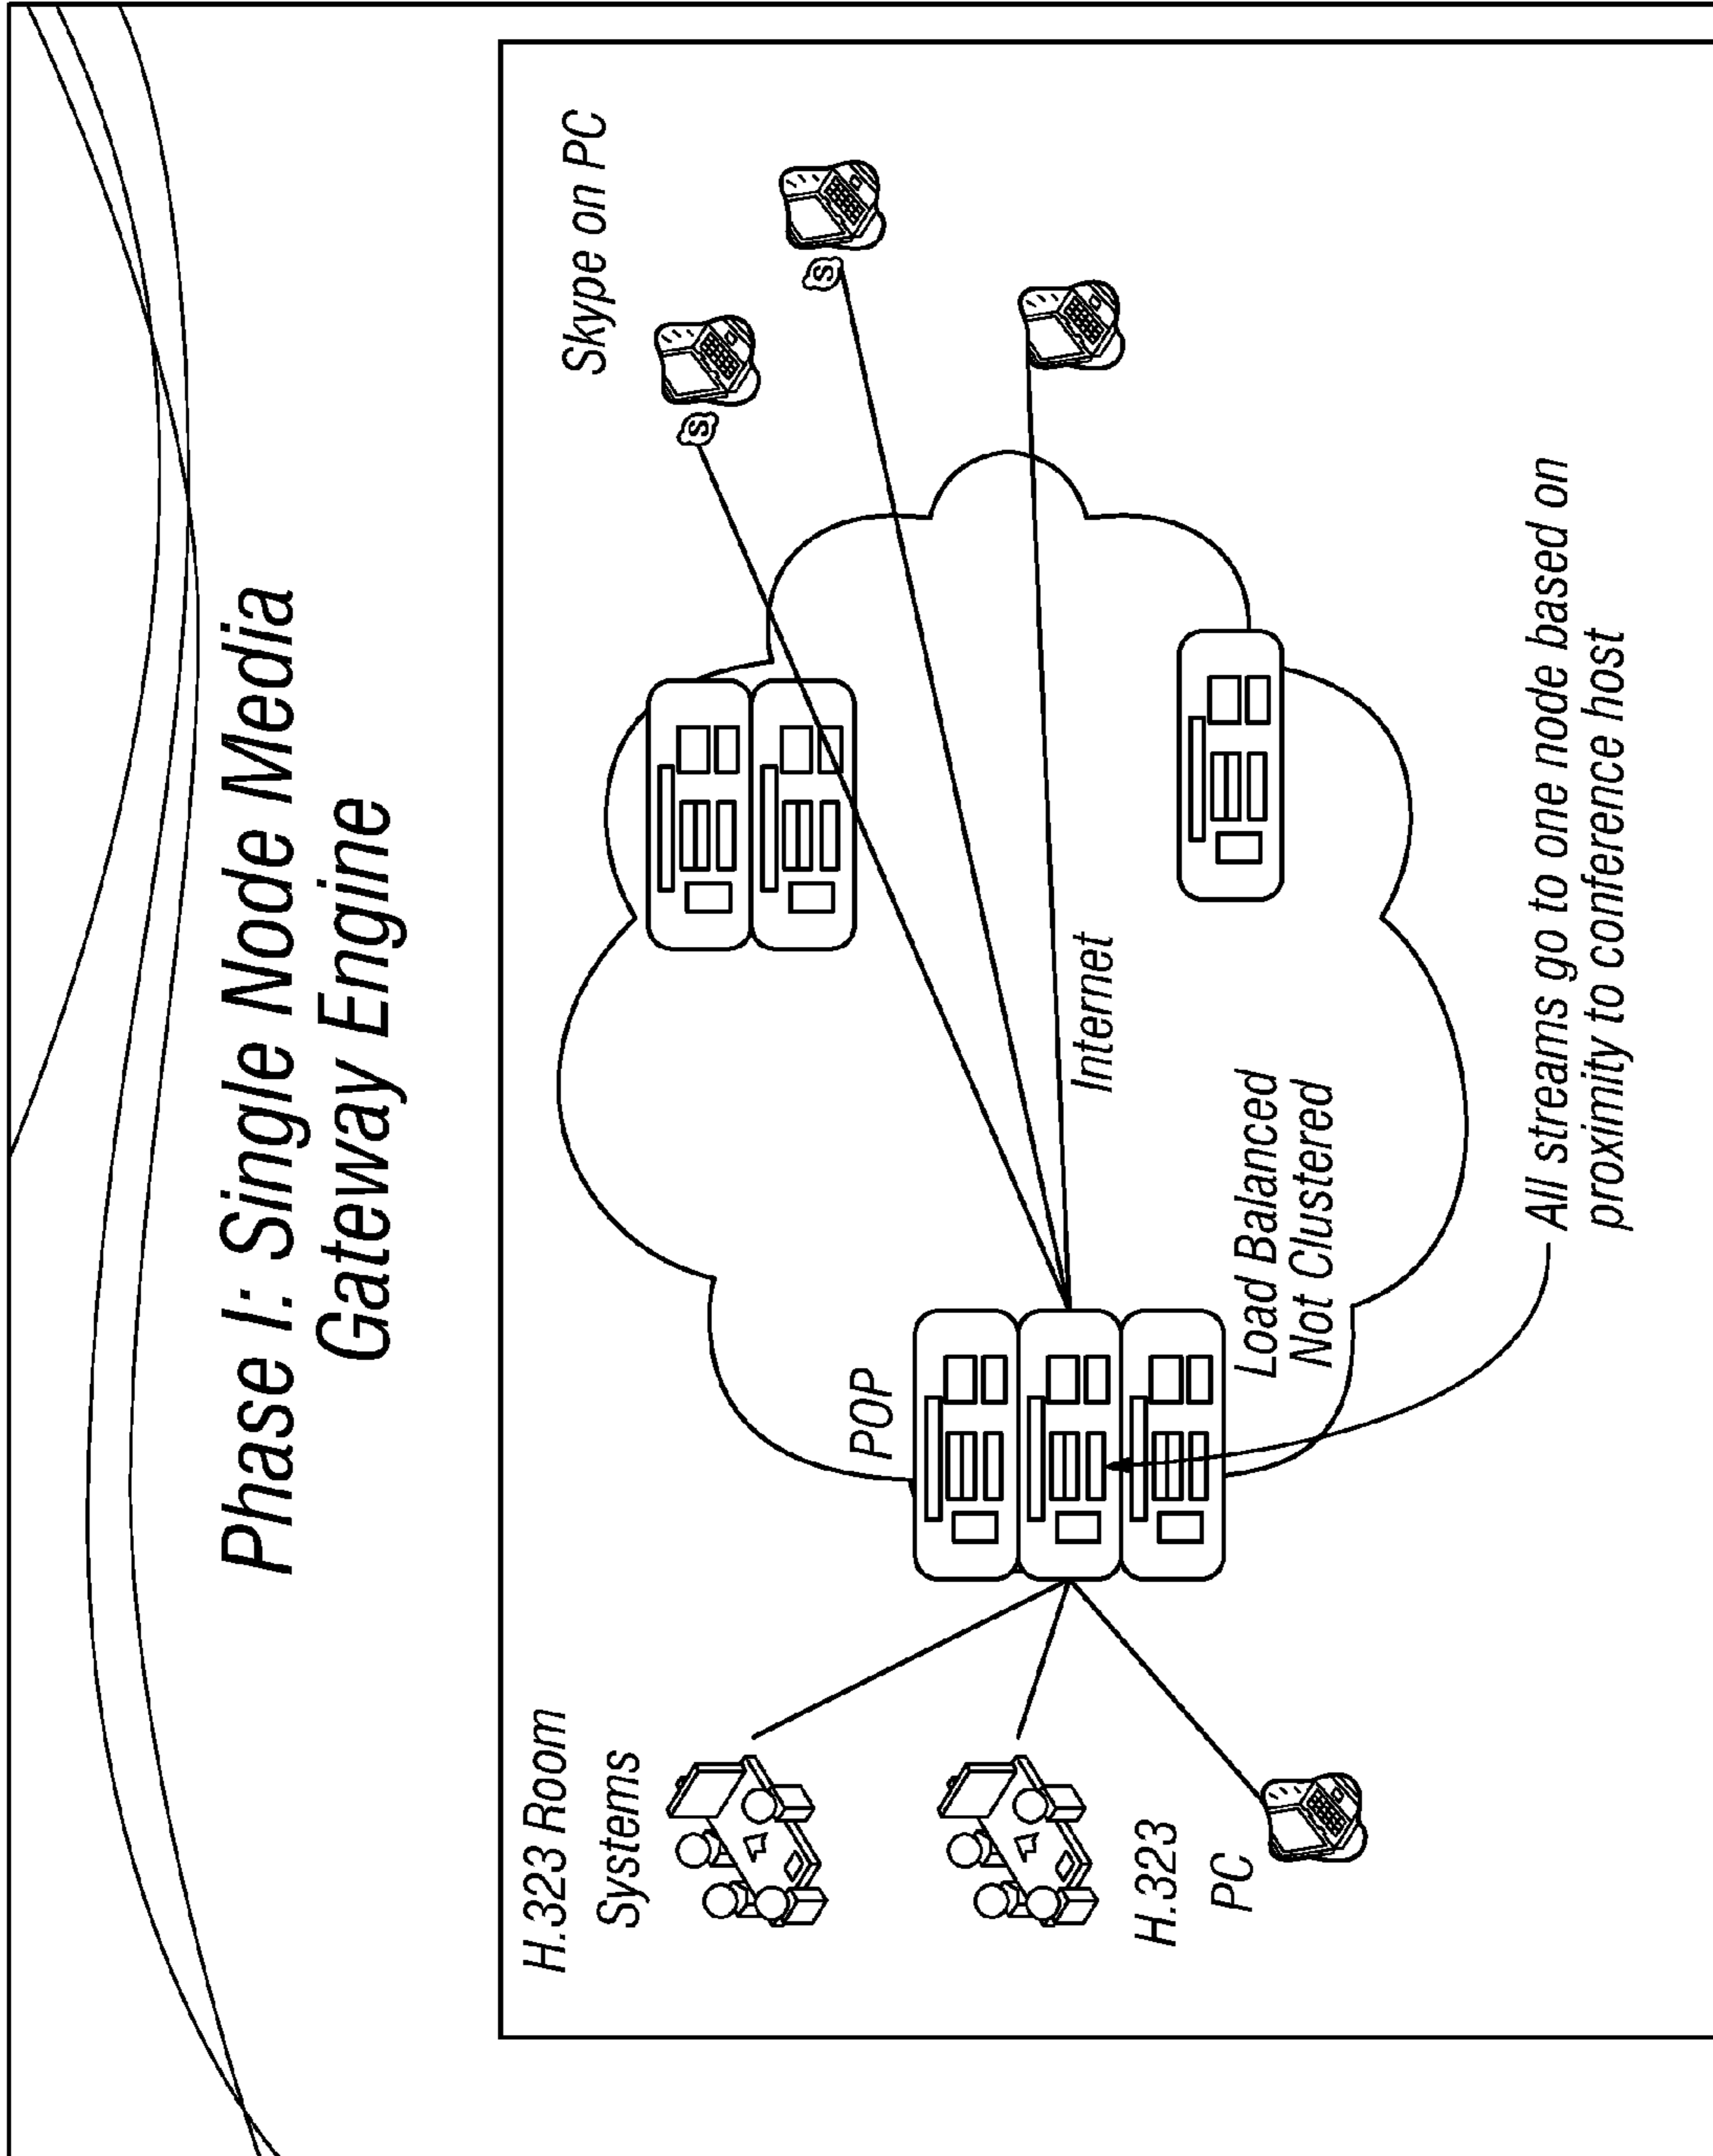 Phase I: Single Node Media
Gateway Engine
H.323 Room
Systems
Skype on PC
S
S
POP
Internet
H.323
PC
Load Balanced
Not Clustered
All streams go to one node based on
proximity to conference host